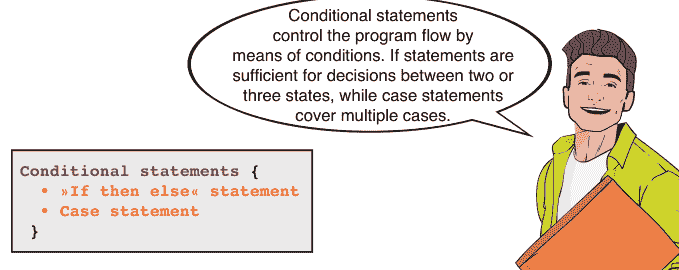 Conditional statements
control the program flow by
means of conditions. If statements are
sufficient for decisions between two or
three states, while case statements
cover multiple cases.
Conditional statements {
• »If then else« statement
• Case statement
}